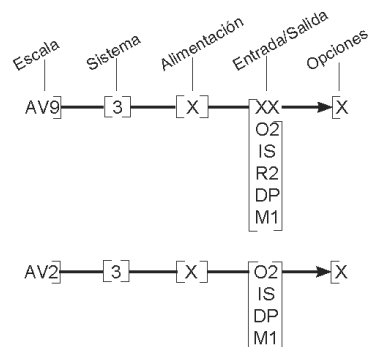 Escala Sistema Alimentación Entrada/Salida Opciones
AV9 [3] [X] [XX [X
O2
IS
R2
DP
M1]
AV2 [3] [X] [O2 [X
IS
DP
M1]